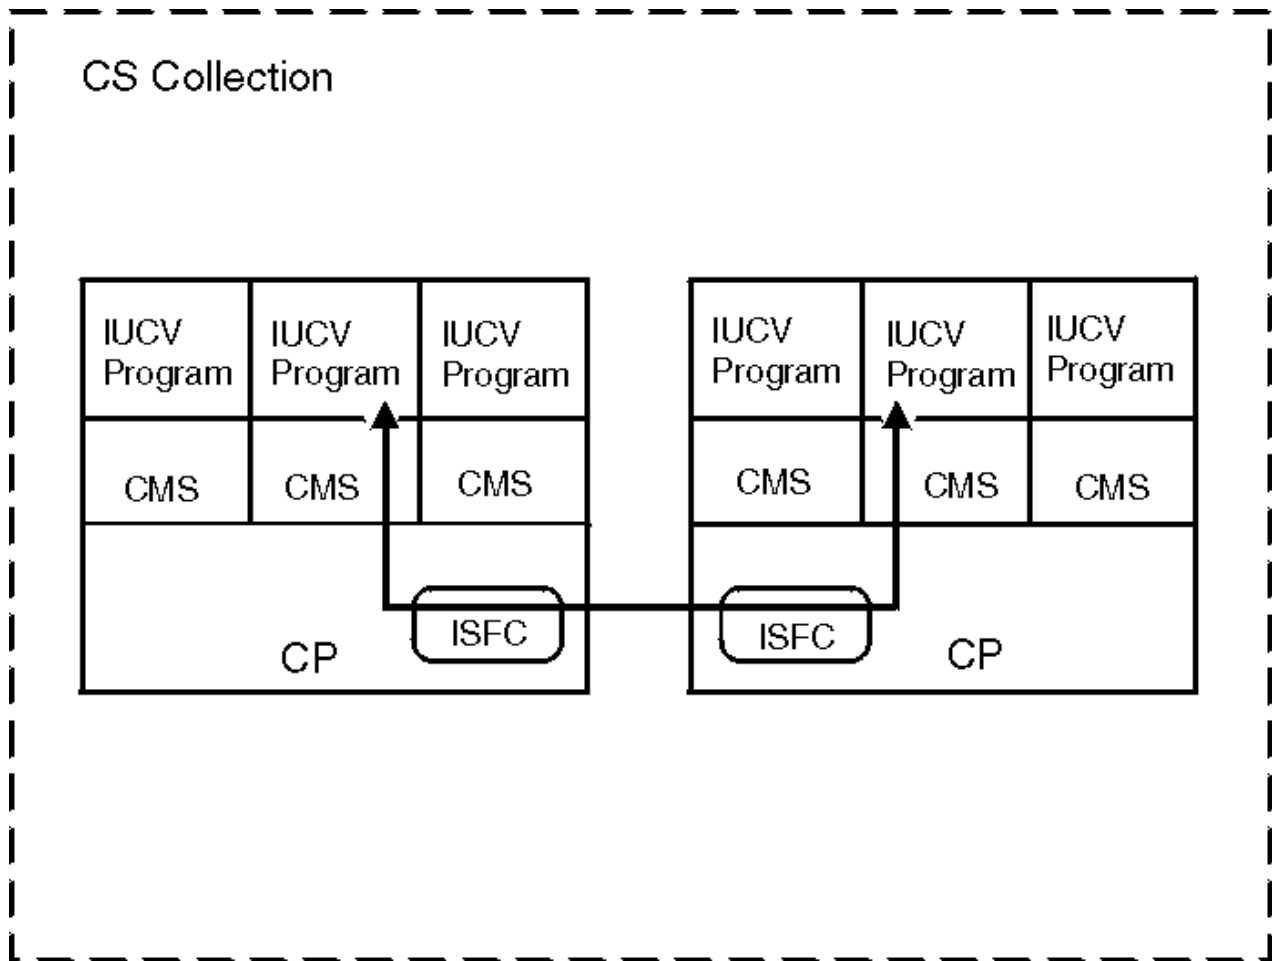 CS Collection
IUCV
Program
IUCV
Program
IUCV
Program
CMS
CMS
CMS
CP
ISFC
IUCV
Program
IUCV
Program
IUCV
Program
CMS
CMS
CMS
ISFC
CP